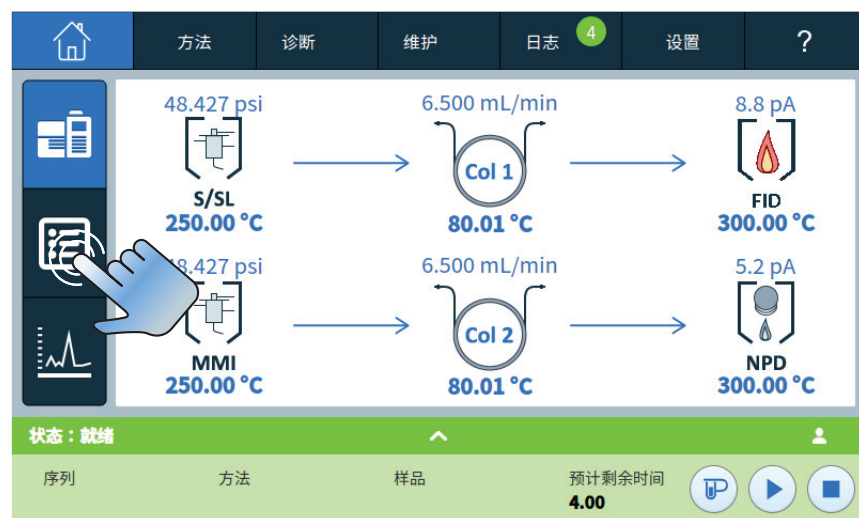 方法 诊断 维护 日志 4 设置 ?
48.427 psi 6.500 mL/min 8.8 pA
Col 1
S/SL FID
250.00 °C 80.01 °C 300.00 °C
48.427 psi 6.500 mL/min 5.2 pA
Col 2
MMI NPD
250.00 °C 80.01 °C 300.00 °C
状态：就绪
序列 方法 样品 预计剩余时间
4.00